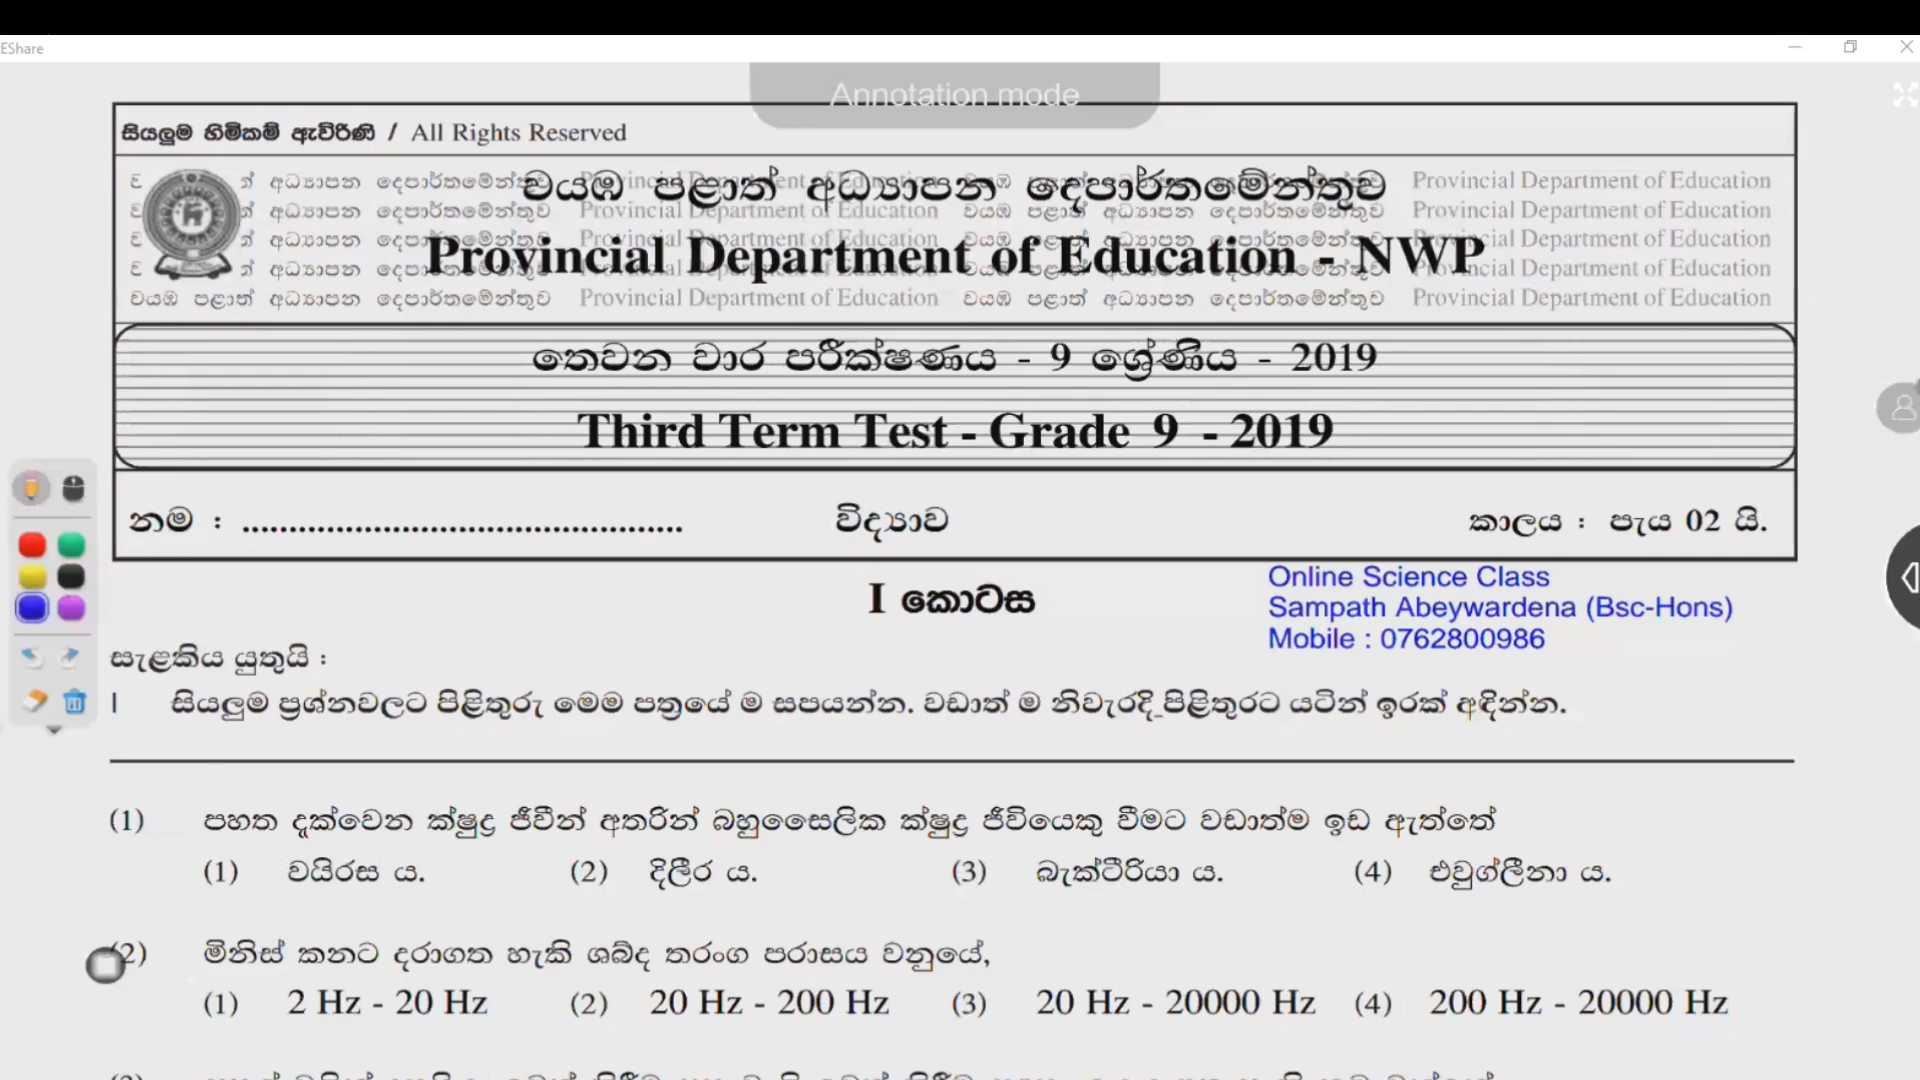 EShare
Annotation mode
සියලුම හිමිකම් ඇවිරිණි / All Rights Reserved
වයඹ පළාත් අධ්‍යාපන දෙපාර්තමේන්තුව
Provincial Department of Education - NWP
වයඹ පළාත් අධ්‍යාපන දෙපාර්තමේන්තුව Provincial Department of Education වයඹ පළාත් අධ්‍යාපන දෙපාර්තමේන්තුව Provincial Department of Education
තෙවන වාර පරීක්ෂණය - 9 ශ්‍රේණිය - 2019
Third Term Test - Grade 9 - 2019
නම : ............................................... විද්‍යාව කාලය : පැය 02 යි.
I කොටස
Online Science Class
Sampath Abeywardena (Bsc-Hons)
Mobile : 0762800986
සැළකිය යුතුයි :
සියලුම ප්‍රශ්නවලට පිළිතුරු මෙම පත්‍රයේ ම සපයන්න. වඩාත් ම නිවැරදි පිළිතුරට යටින් ඉරක් අඳින්න.
(1) පහත දැක්වෙන ක්ෂුද්‍ර ජීවීන් අතරින් බහුසෛලික ක්ෂුද්‍ර ජීවියෙකු වීමට වඩාත්ම ඉඩ ඇත්තේ
(1) වයිරස ය. (2) දිලීර ය. (3) බැක්ටීරියා ය. (4) එවුග්ලීනා ය.
(2) මිනිස් කනට දරාගත හැකි ශබ්ද තරංග පරාසය වනුයේ,
(1) 2 Hz - 20 Hz (2) 20 Hz - 200 Hz (3) 20 Hz - 20000 Hz (4) 200 Hz - 20000 Hz